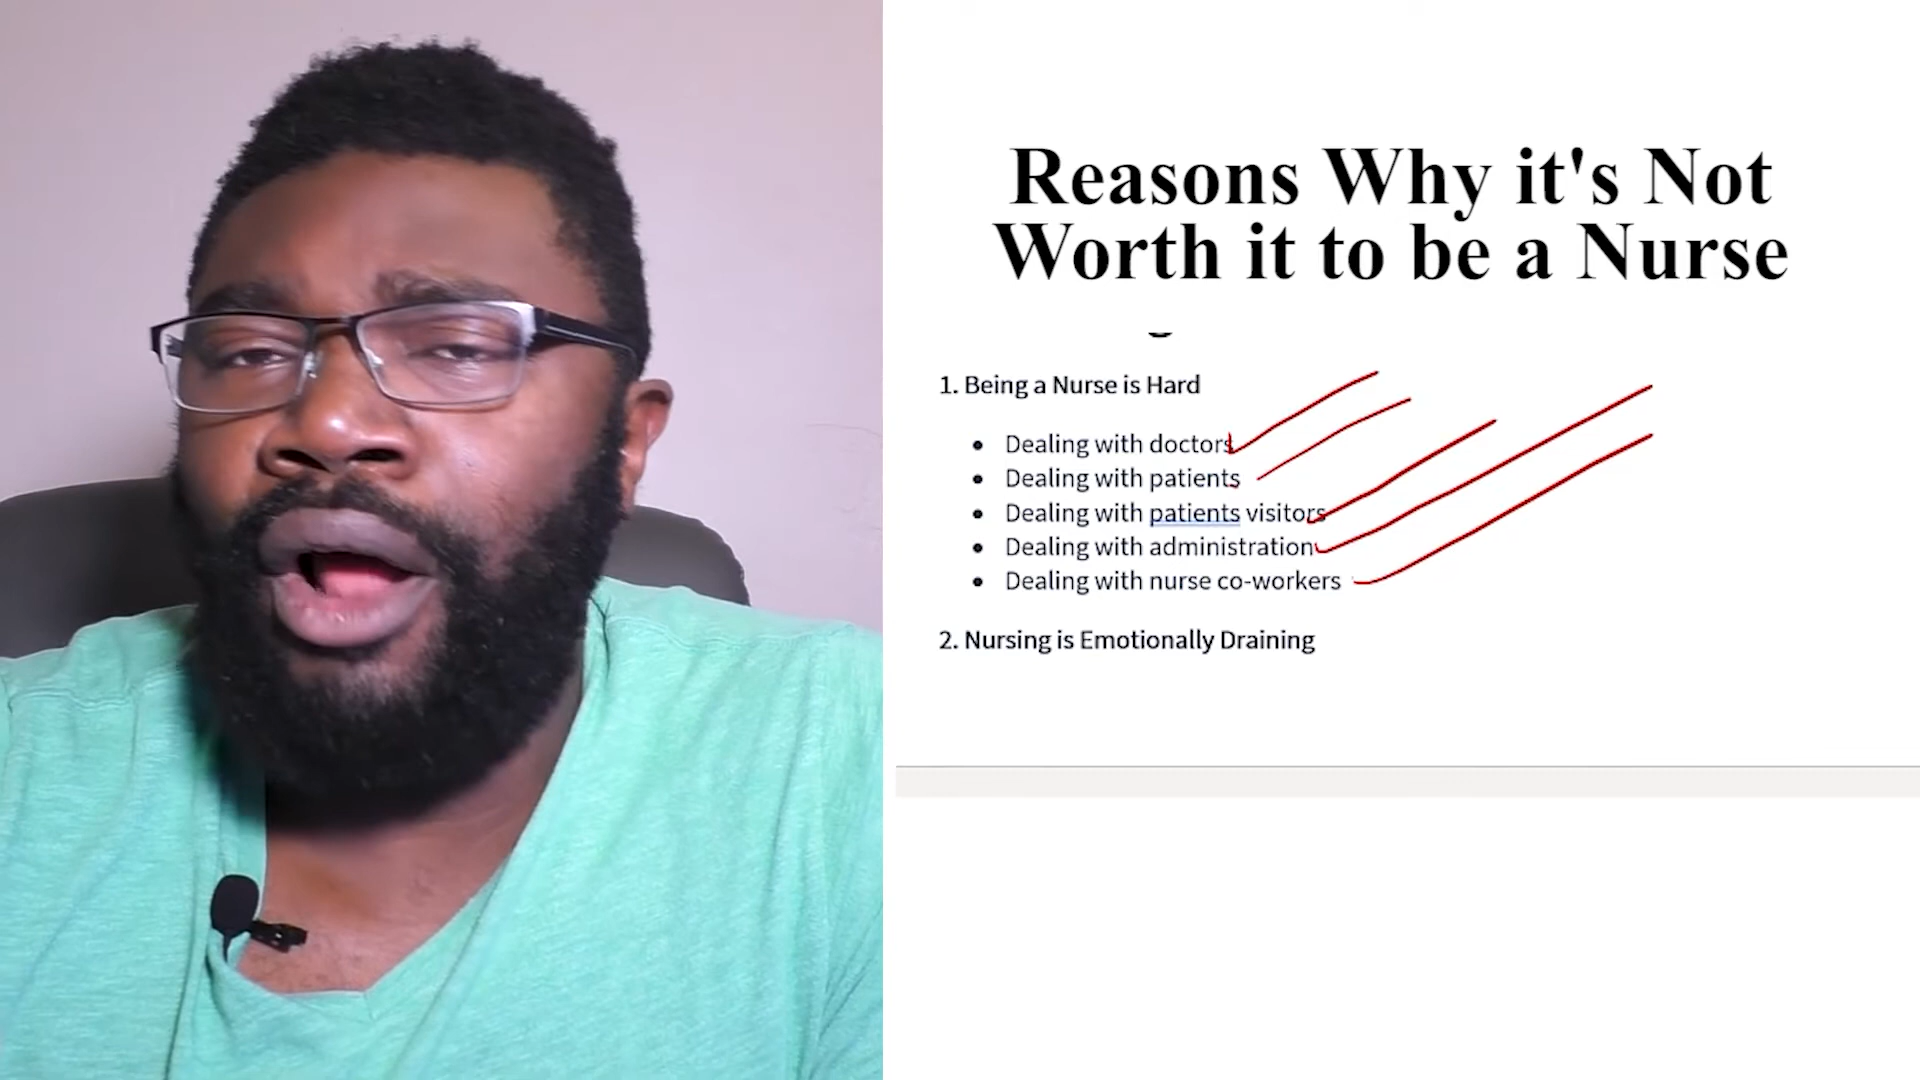 Reasons Why it's Not
Worth it to be a Nurse
1. Being a Nurse is Hard
• Dealing with doctors
• Dealing with patients
• Dealing with patients visitors
• Dealing with administration
• Dealing with nurse co-workers
2. Nursing is Emotionally Draining